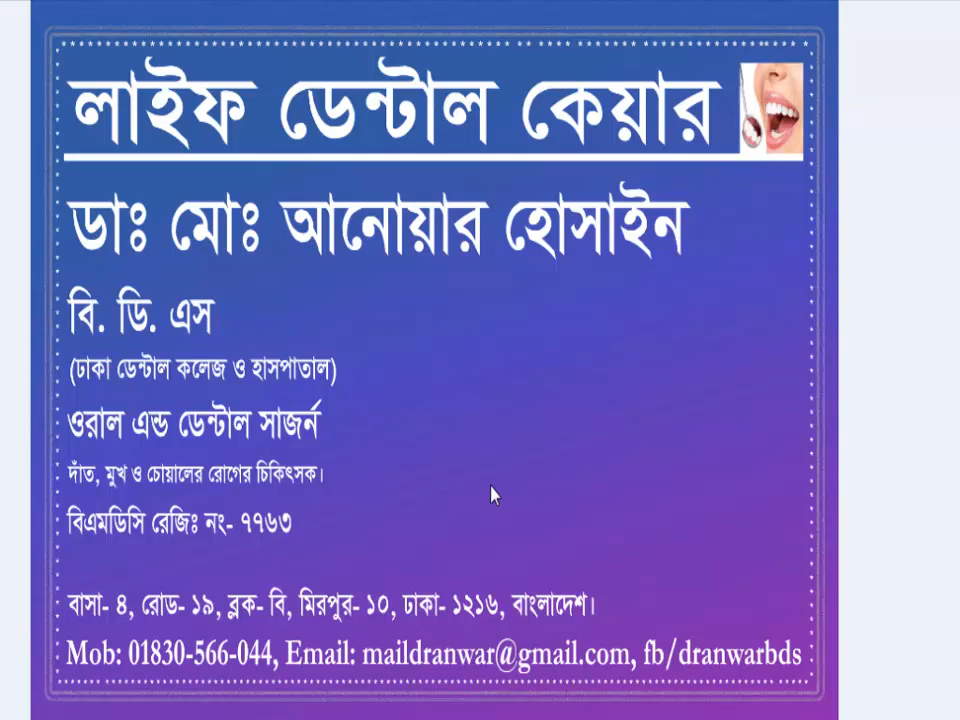 লাইফ ডেন্টাল কেয়ার
ডাঃ মোঃ আনোয়ার হোসাইন
বি. ডি. এস
(ঢাকা ডেন্টাল কলেজ ও হাসপাতাল)
ওরাল এন্ড ডেন্টাল সাজর্ন
দাঁত, মুখ ও চোয়ালের রোগের চিকিৎসক।
বিএমডিসি রেজিঃ নং- ৭৭৬৩
বাসা- ৪, রোড- ১৯, ব্লক- বি, মিরপুর- ১০, ঢাকা- ১২১৬, বাংলাদেশ।
Mob: 01830-566-044, Email: maildranwar@gmail.com, fb/dranwarbds